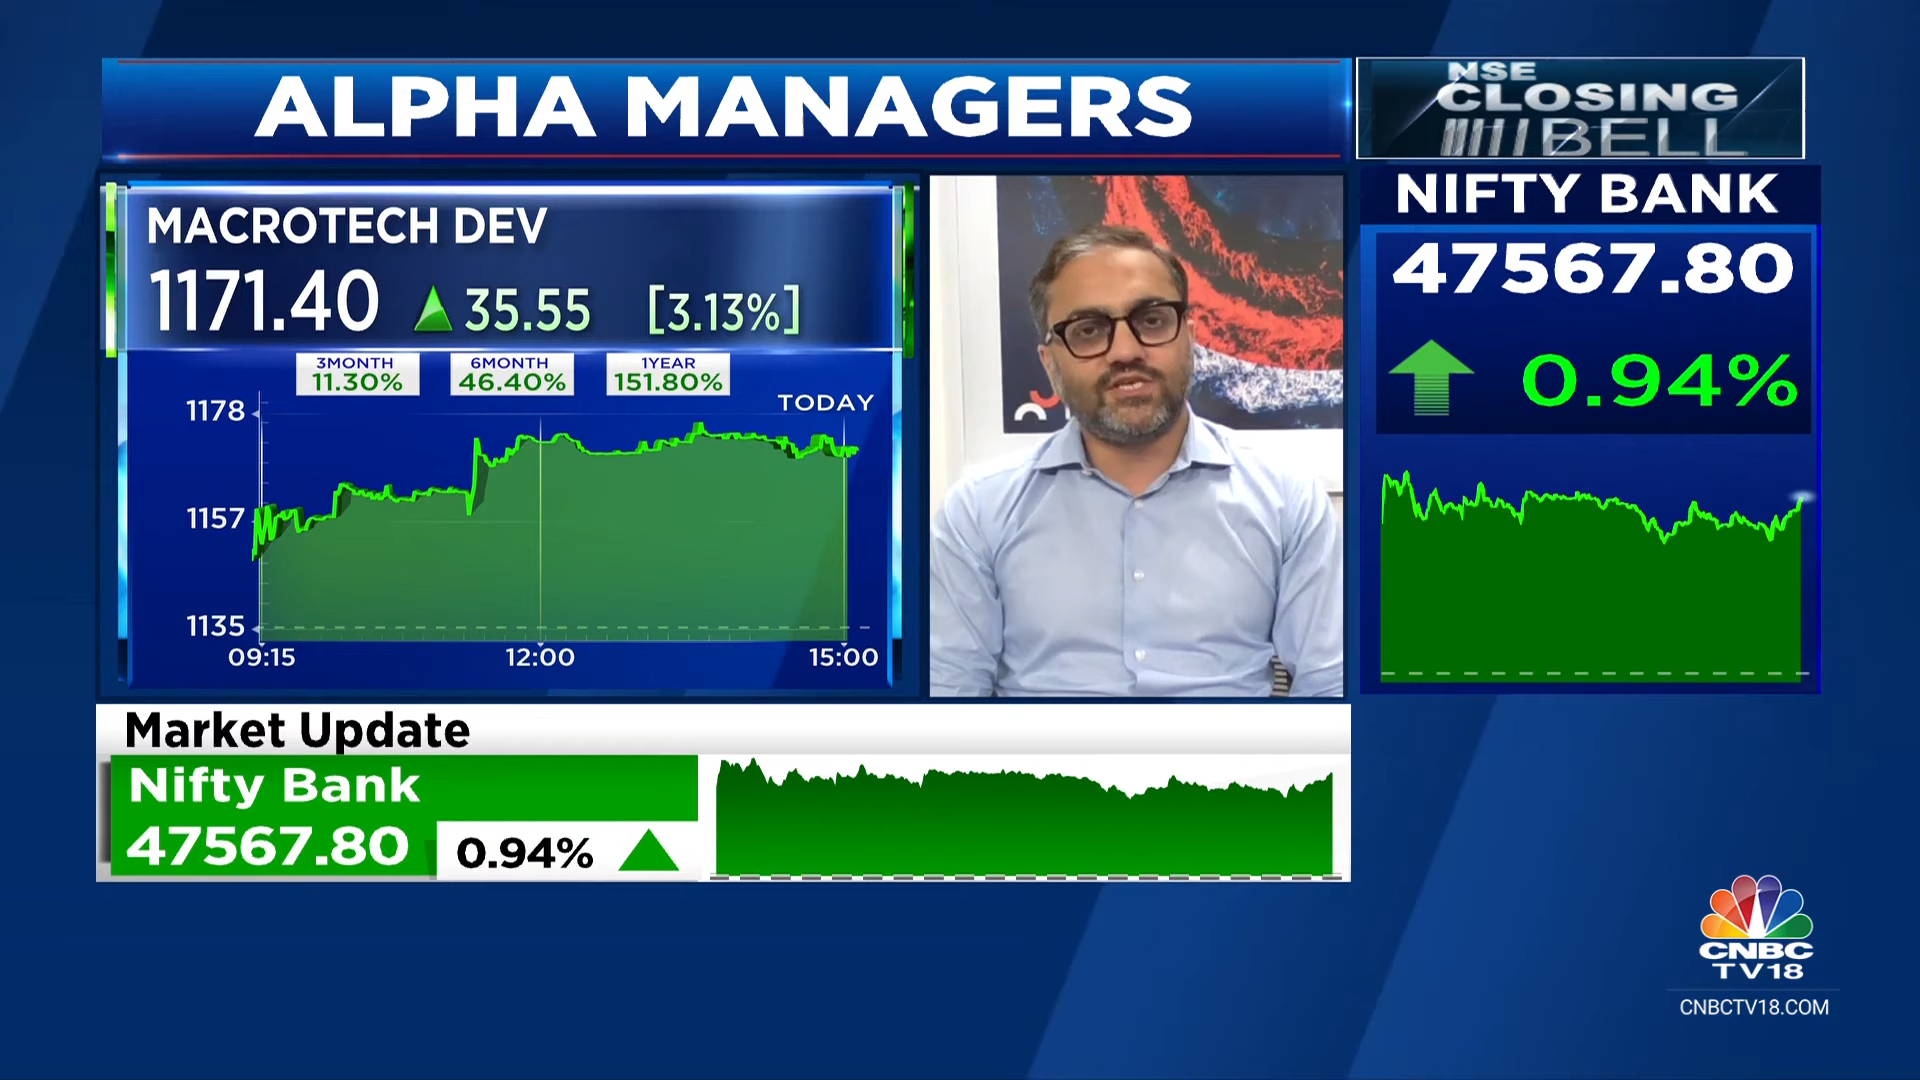 ALPHA MANAGERS
NSE
CLOSING
BELL
MACROTECH DEV
1171.40 35.55 [3.13%]
3MONTH
11.30%
6MONTH
46.40%
1YEAR
151.80%
TODAY
1178
1157
1135
09:15 12:00 15:00
NIFTY BANK
47567.80
0.94%
Market Update
Nifty Bank
47567.80 0.94%
CNBC
TV18
CNBCTV18.COM